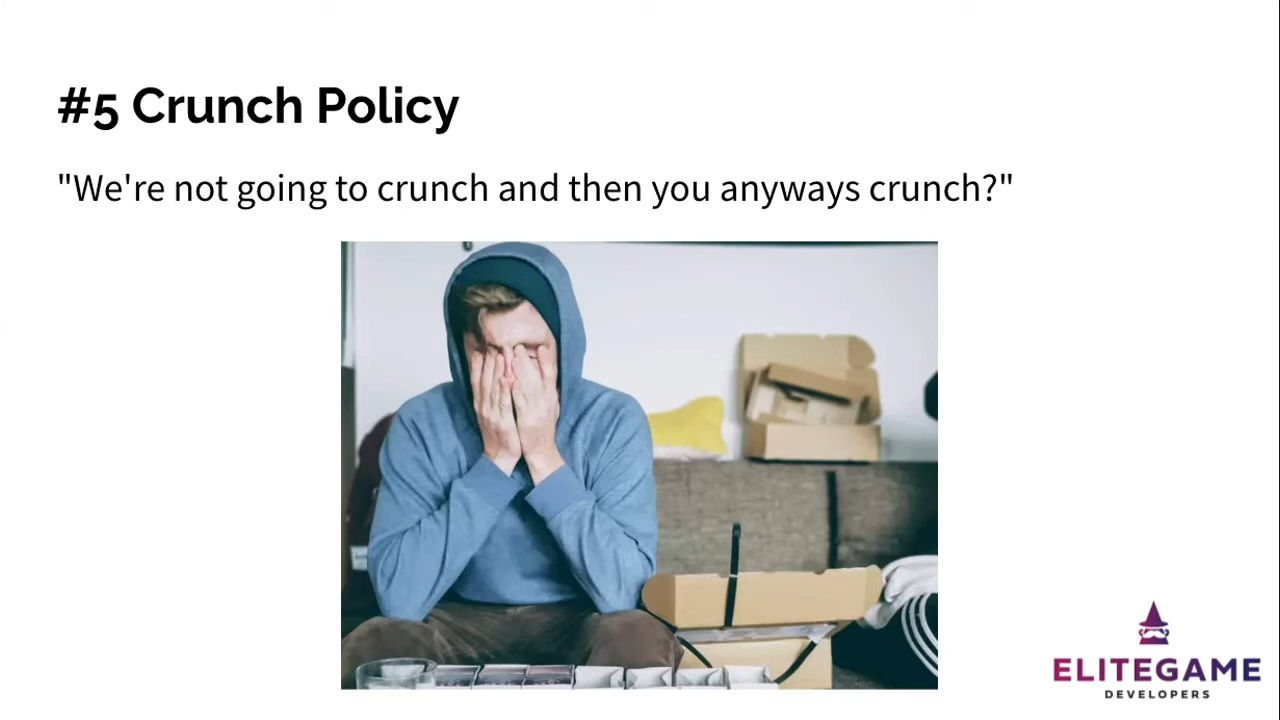 #5 Crunch Policy
"We're not going to crunch and then you anyways crunch?"
ELITEGAME
DEVELOPERS